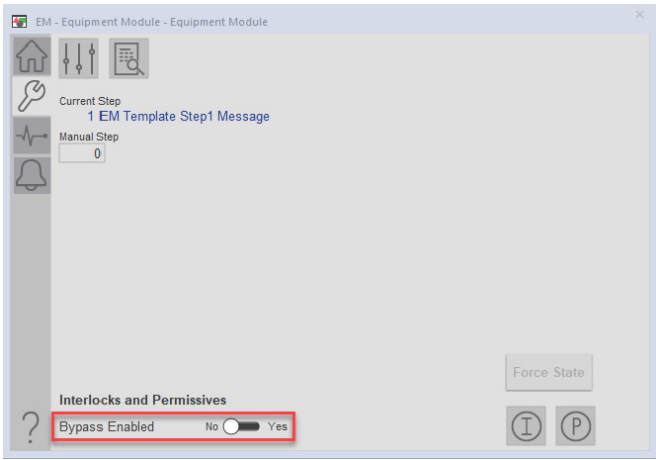 EM - Equipment Module - Equipment Module
Current Step
1 EM Template Step1 Message
Manual Step
0
Force State
Interlocks and Permissives
Bypass Enabled No Yes
I P
?